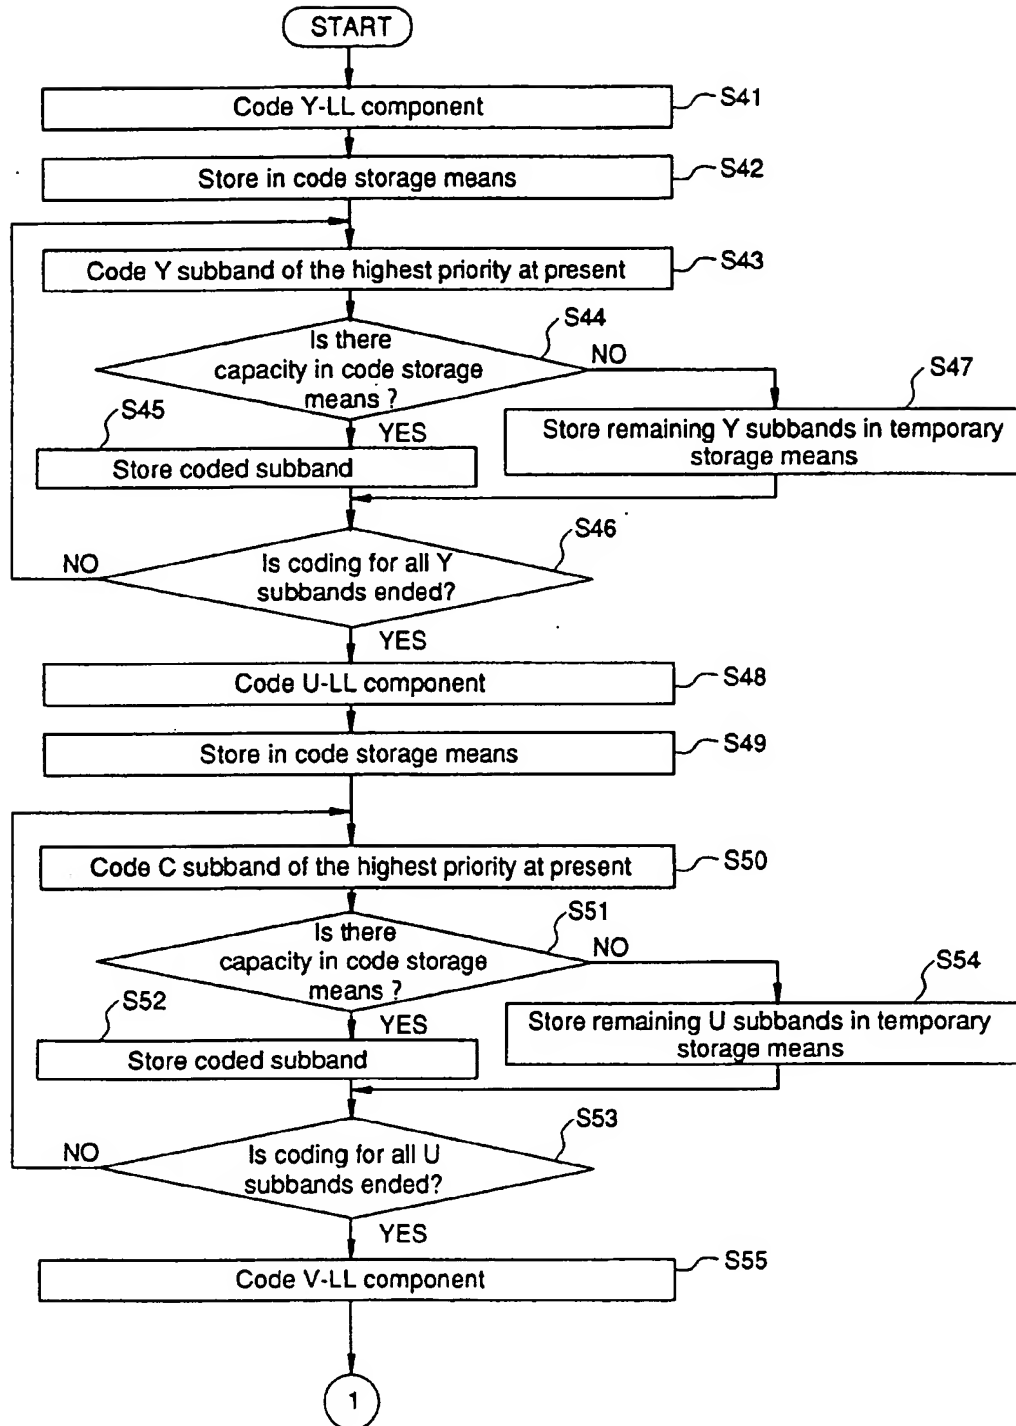 START
Code Y-LL component
S41
Store in code storage means
S42
Code Y subband of the highest priority at present
S43
S44
Is there
capacity in code storage
means ?
NO
S47
S45
YES
Store remaining Y subbands in temporary
storage means
Store coded subband
S46
NO
Is coding for all Y
subbands ended?
YES
Code U-LL component
S48
Store in code storage means
S49
Code C subband of the highest priority at present
S50
S51
Is there
capacity in code storage
means ?
NO
S54
S52
YES
Store remaining U subbands in temporary
storage means
Store coded subband
S53
NO
Is coding for all U
subbands ended?
YES
S55
Code V-LL component
1